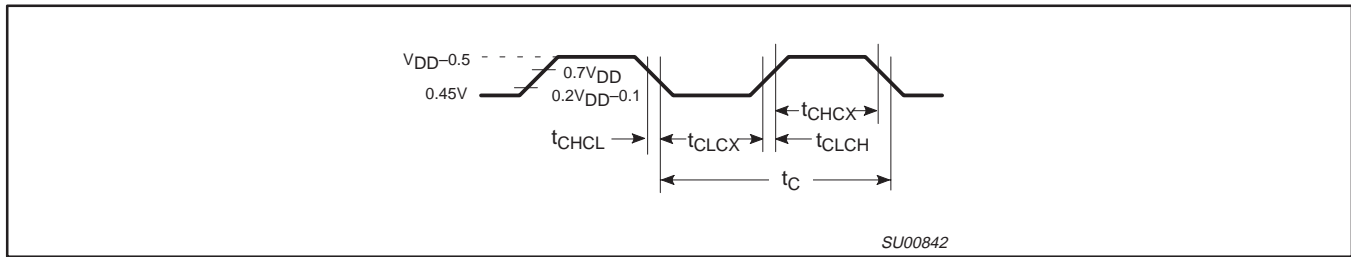 VDD–0.5
0.7VDD
0.45V
0.2VDD–0.1
tCHCX
tCHCL
tCLCX
tCLCH
tC
SU00842